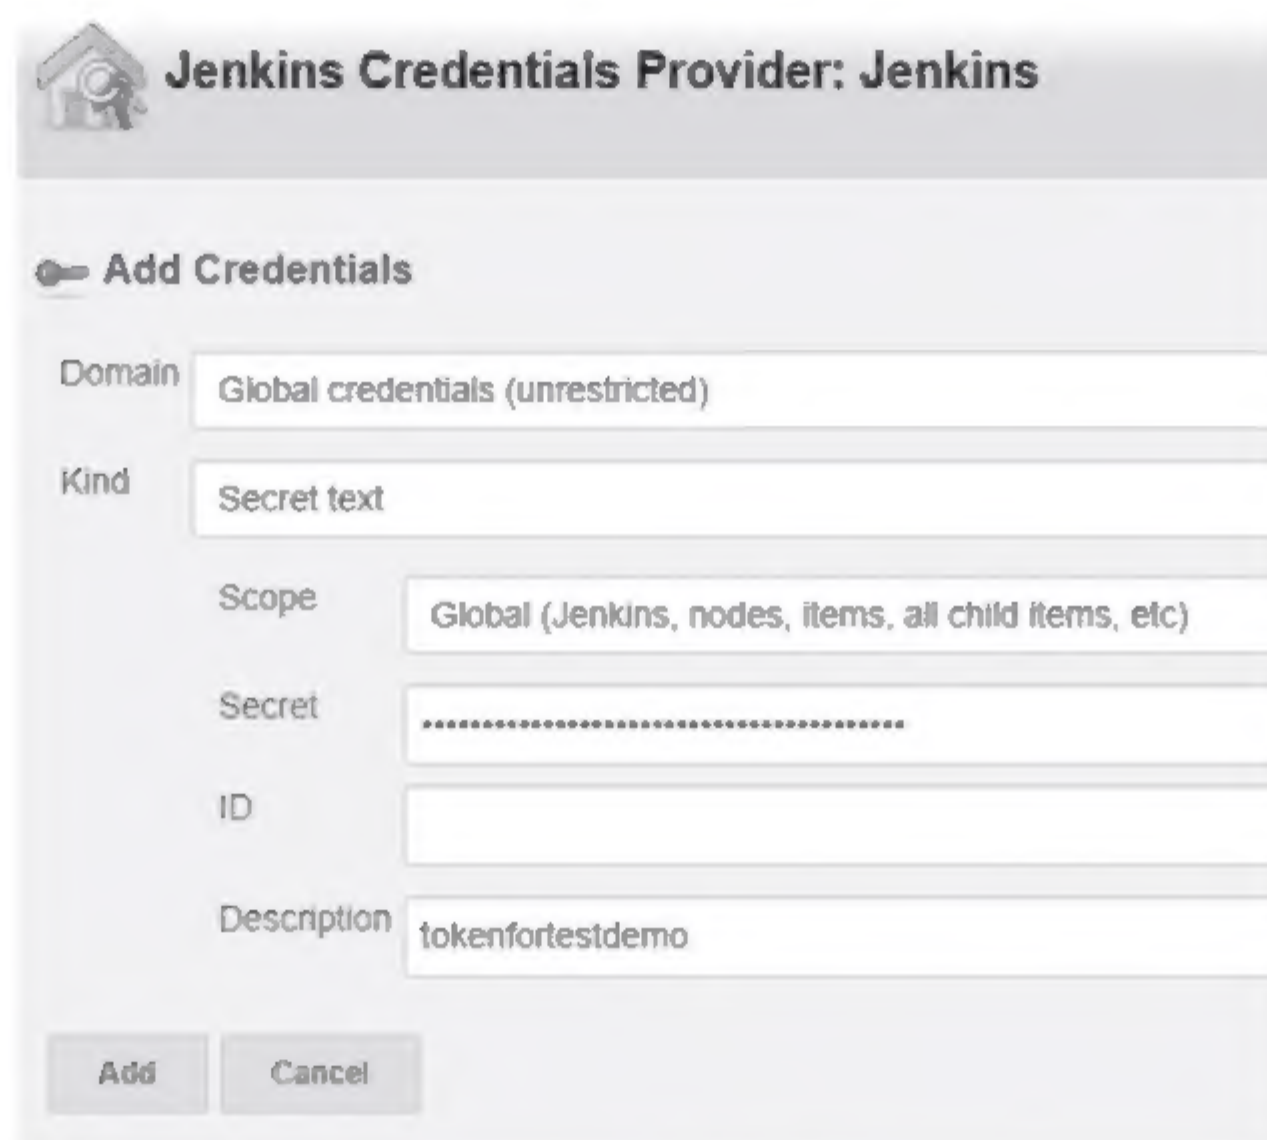 Jenkins Credentials Provider: Jenkins
Add Credentials
Domain
Global credentials (unrestricted)
Kind
Secret text
Scope
Global (Jenkins, nodes, items, all child items, etc)
Secret
ID
Description
tokenfortestdemo
Add
Cancel